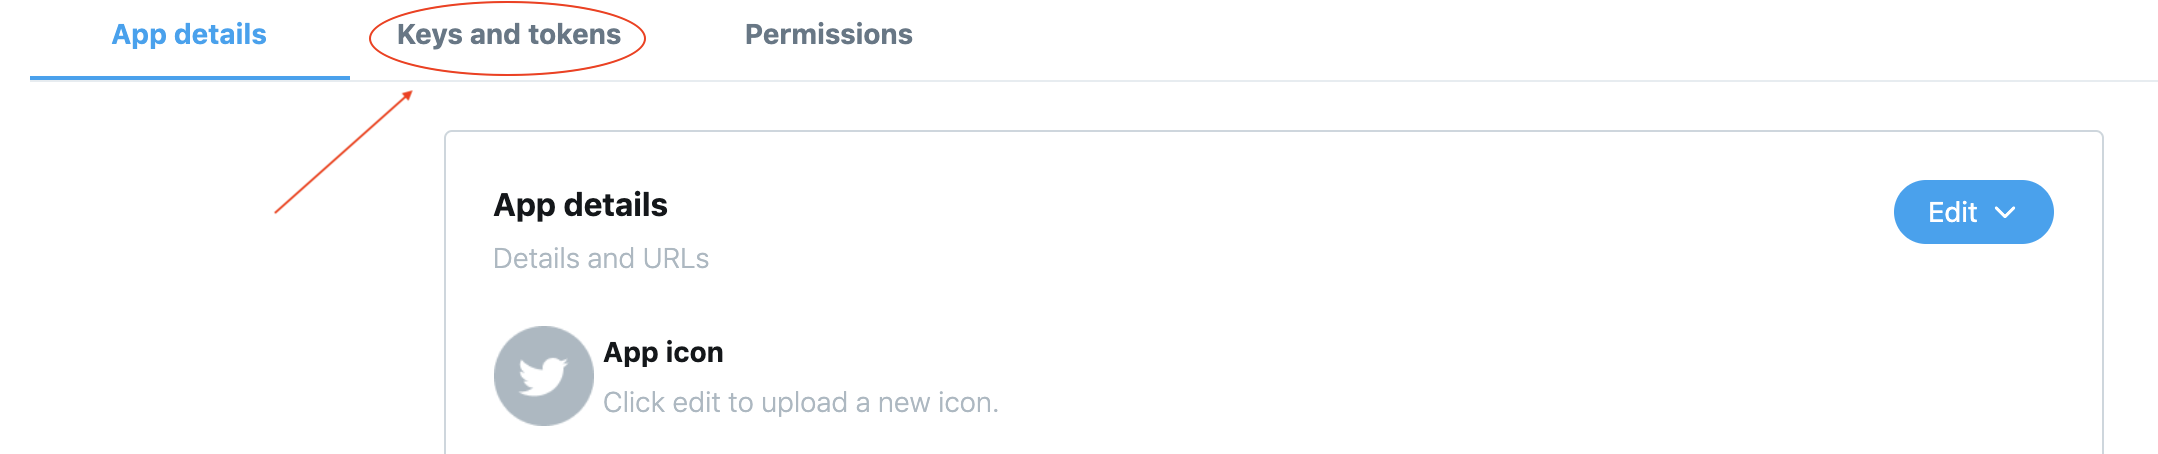 App details Keys and tokens Permissions
App details
Edit
Details and URLs
App icon
Click edit to upload a new icon.